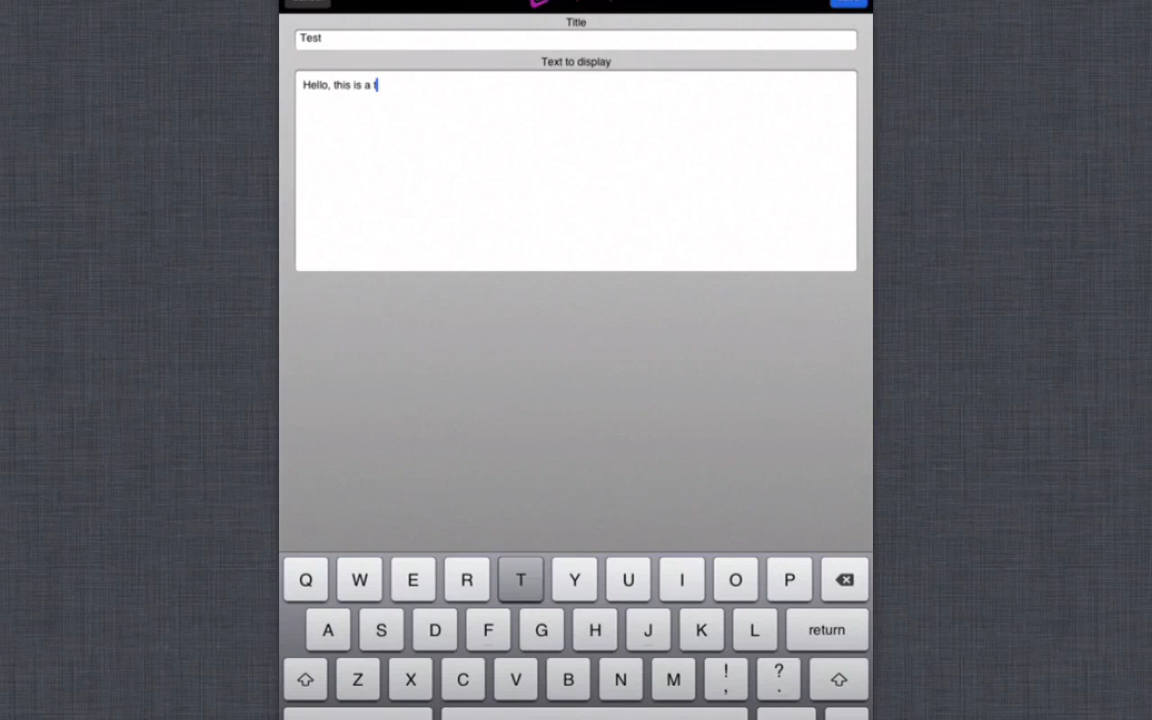 Title
Test
Text to display
Hello, this is a t
Q W E R T Y U I O P
A S D F G H J K L return
Z X C V B N M ! , ? .